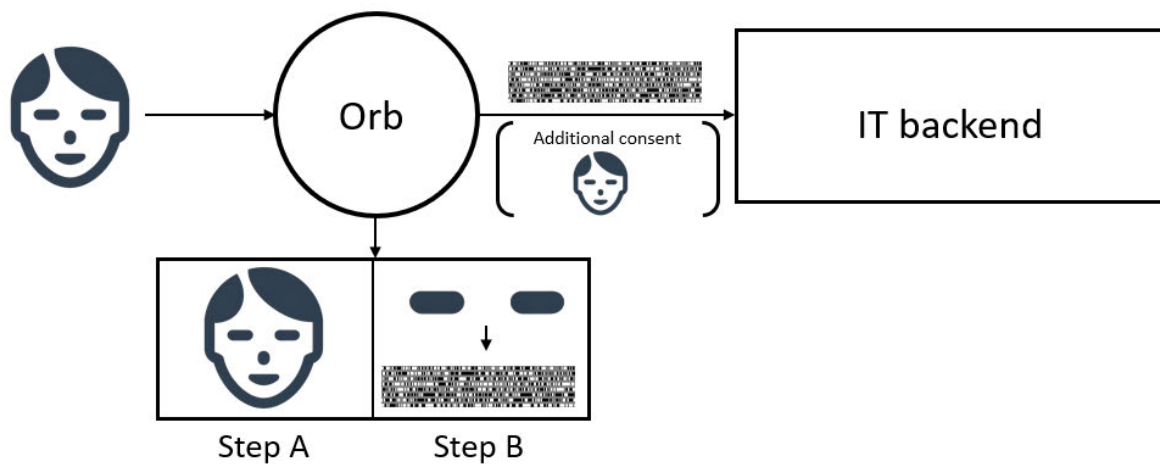 Orb
Additional consent
IT backend
Step A
Step B